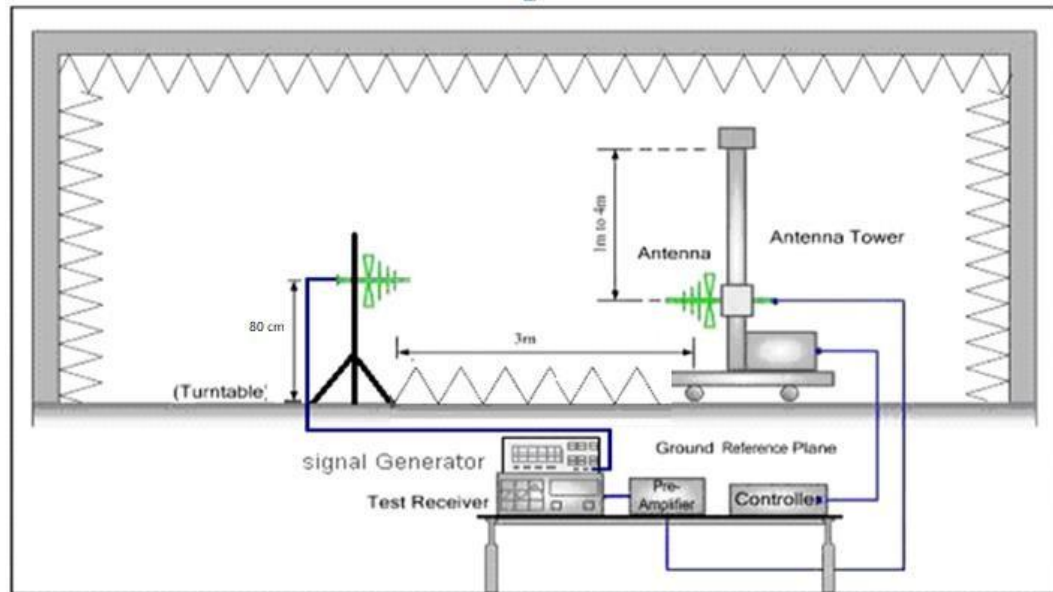 1m to 4m
Antenna
Antenna Tower
80 cm
3m
(Turntable)
Ground Reference Plane
signal Generator
Test Receiver
Pre-
Amplifier
Controller